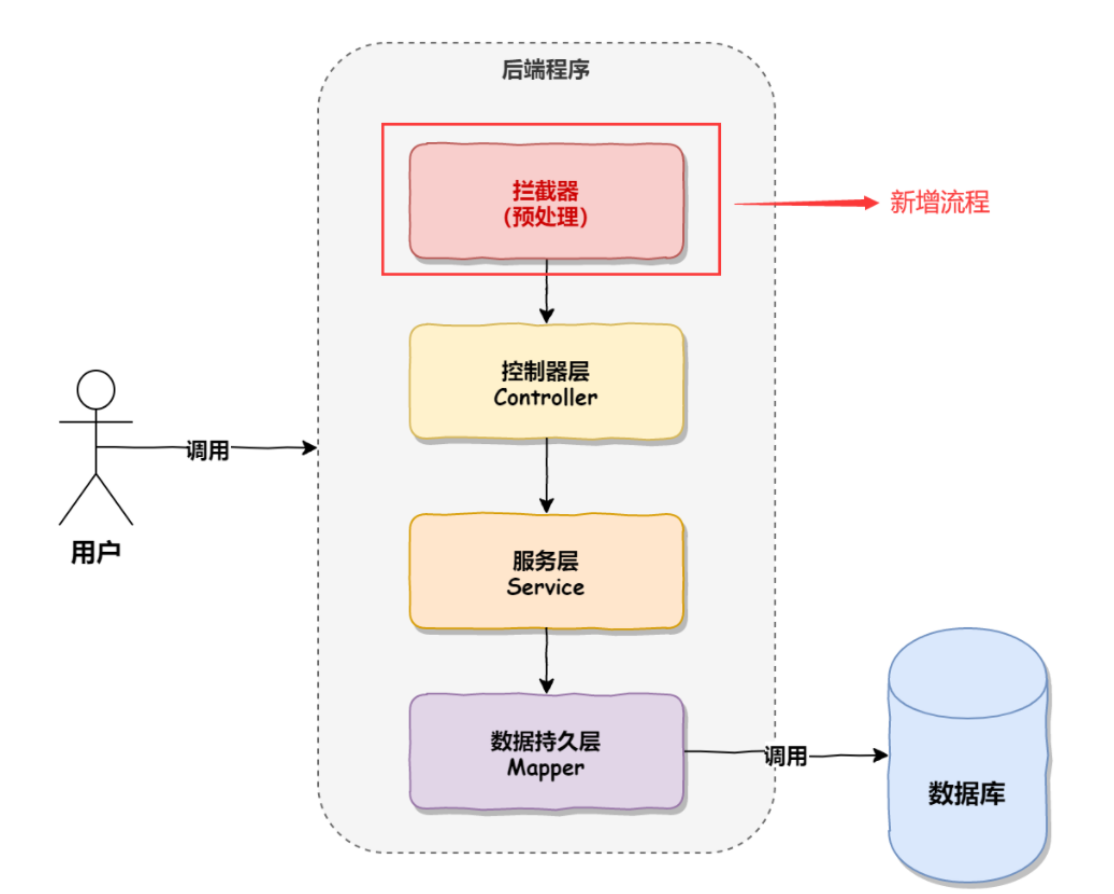 后端程序
拦截器
(预处理)
新增流程
控制器层
Controller
调用
用户
服务层
Service
数据持久层
Mapper
调用
数据库